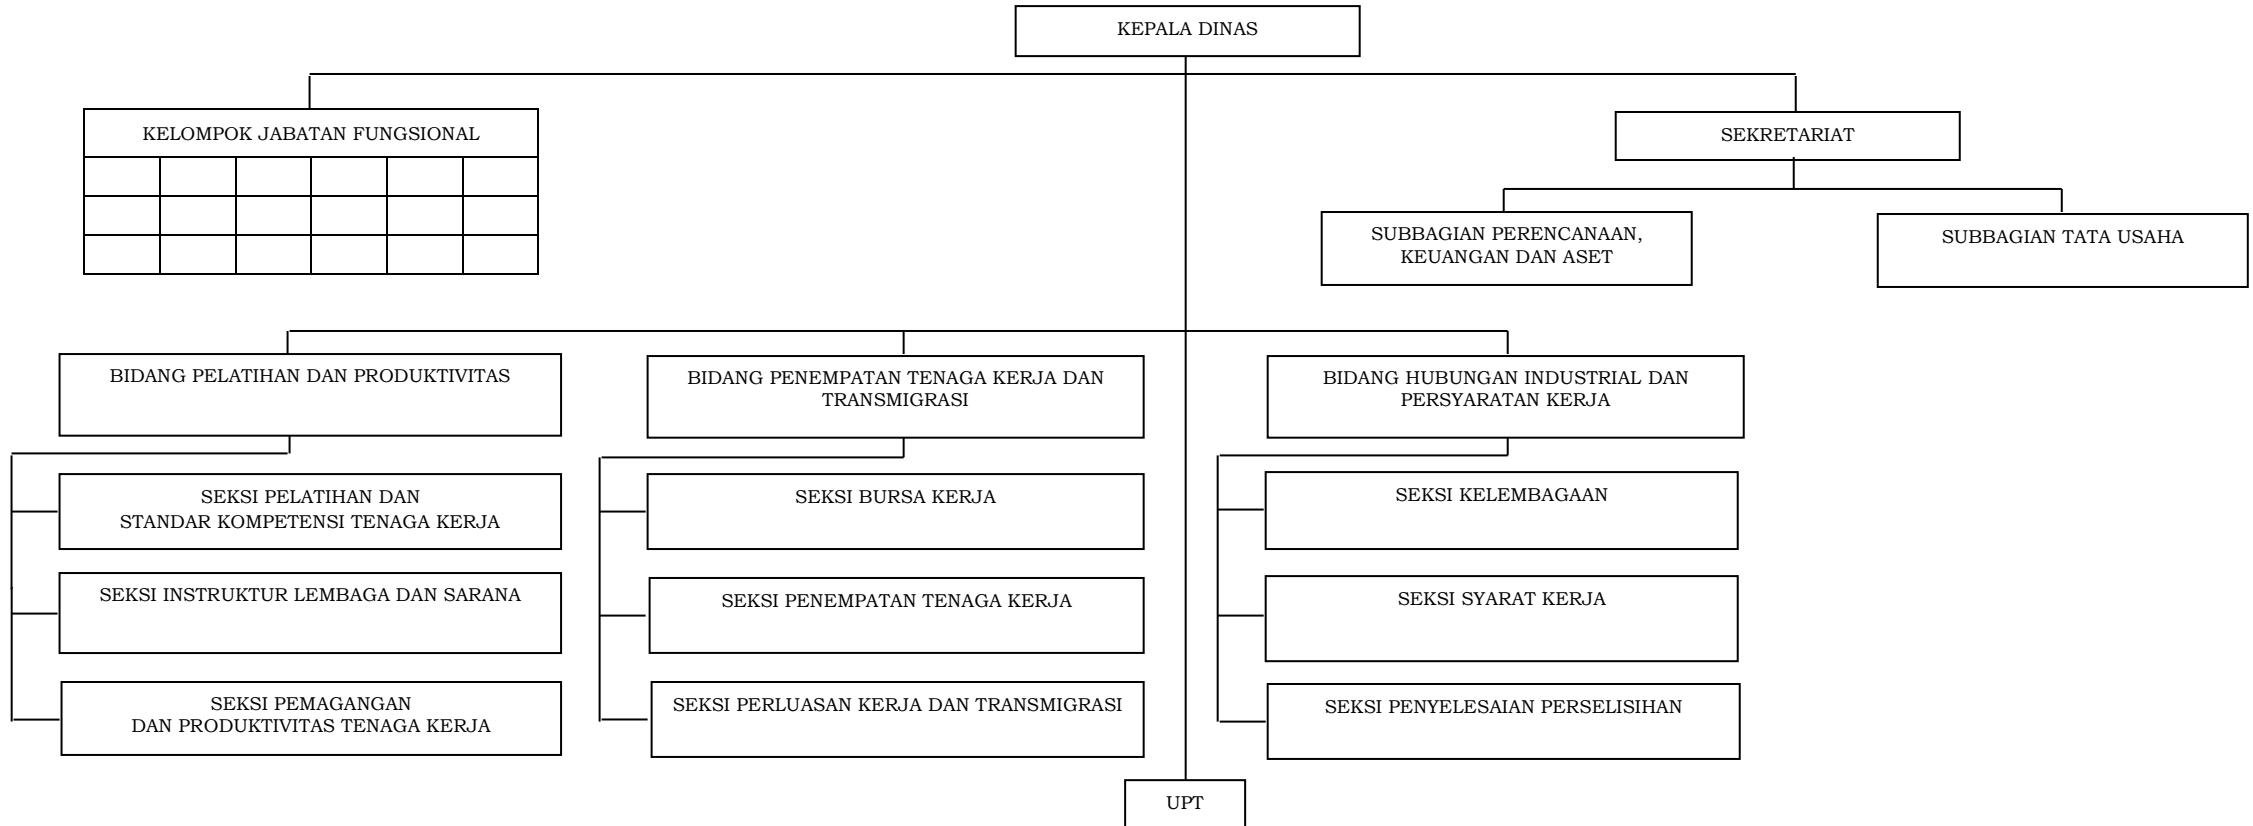 KEPALA DINAS
KELOMPOK JABATAN FUNGSIONAL
SEKRETARIAT
SUBBAGIAN PERENCANAAN,
KEUANGAN DAN ASET
SUBBAGIAN TATA USAHA
BIDANG PELATIHAN DAN PRODUKTIVITAS
SEKSI PELATIHAN DAN
STANDAR KOMPETENSI TENAGA KERJA
SEKSI INSTRUKTUR LEMBAGA DAN SARANA
SEKSI PEMAGANGAN
DAN PRODUKTIVITAS TENAGA KERJA
BIDANG PENEMPATAN TENAGA KERJA DAN
TRANSMIGRASI
SEKSI BURSA KERJA
SEKSI PENEMPATAN TENAGA KERJA
SEKSI PERLUASAN KERJA DAN TRANSMIGRASI
BIDANG HUBUNGAN INDUSTRIAL DAN
PERSYARATAN KERJA
SEKSI KELEMBAGAAN
SEKSI SYARAT KERJA
SEKSI PENYELESAIAN PERSELISIHAN
UPT